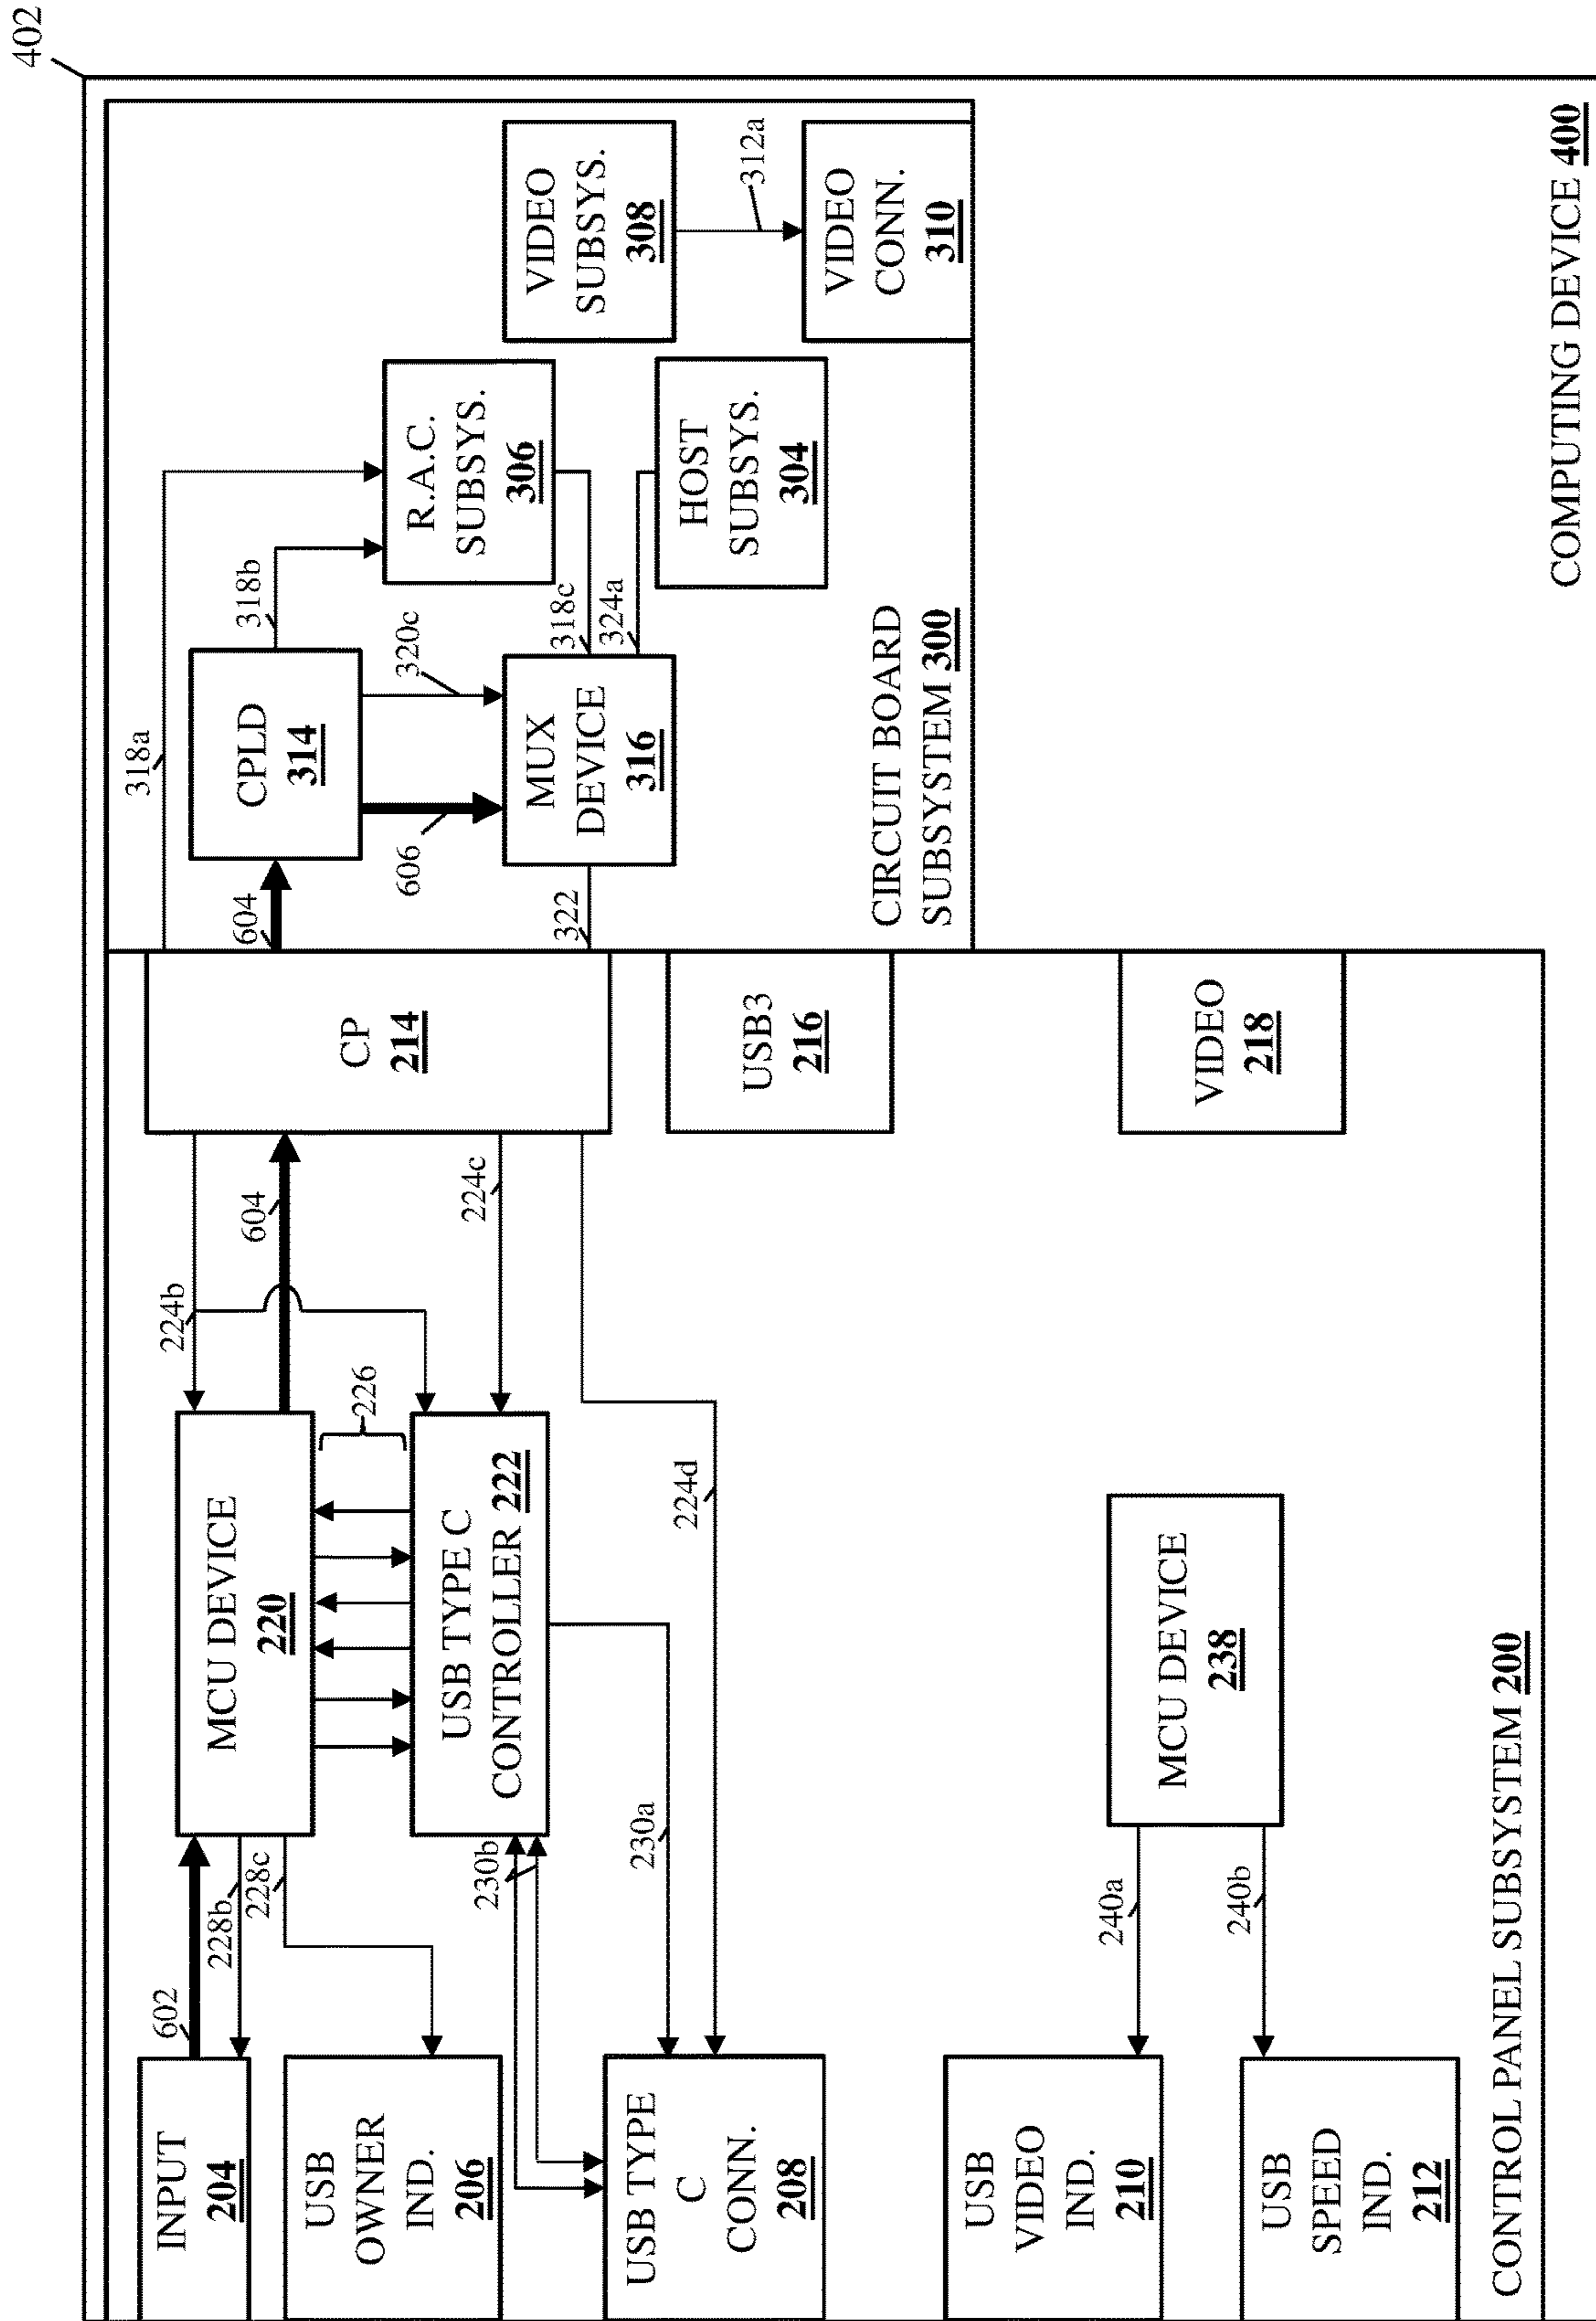 402
INPUT
204
602
228b
228c
MCU DEVICE
220
224b
604
CP
214
604
318a
CPLD
314
318b
320c
606
R.A.C.
SUBSYS.
306
USB
OWNER
IND.
206
226
USB TYPE C
CONTROLLER 222
224c
322
MUX
DEVICE
316
318c
324a
VIDEO
SUBSYS.
308
HOST
SUBSYS.
304
312a
VIDEO
CONN.
310
USB TYPE
C
CONN.
208
230b
230a
224d
USB3
216
CIRCUIT BOARD
SUBSYSTEM 300
USB
VIDEO
IND.
210
240a
MCU DEVICE
238
VIDEO
218
USB
SPEED
IND.
212
240b
CONTROL PANEL SUBSYSTEM 200
COMPUTING DEVICE 400